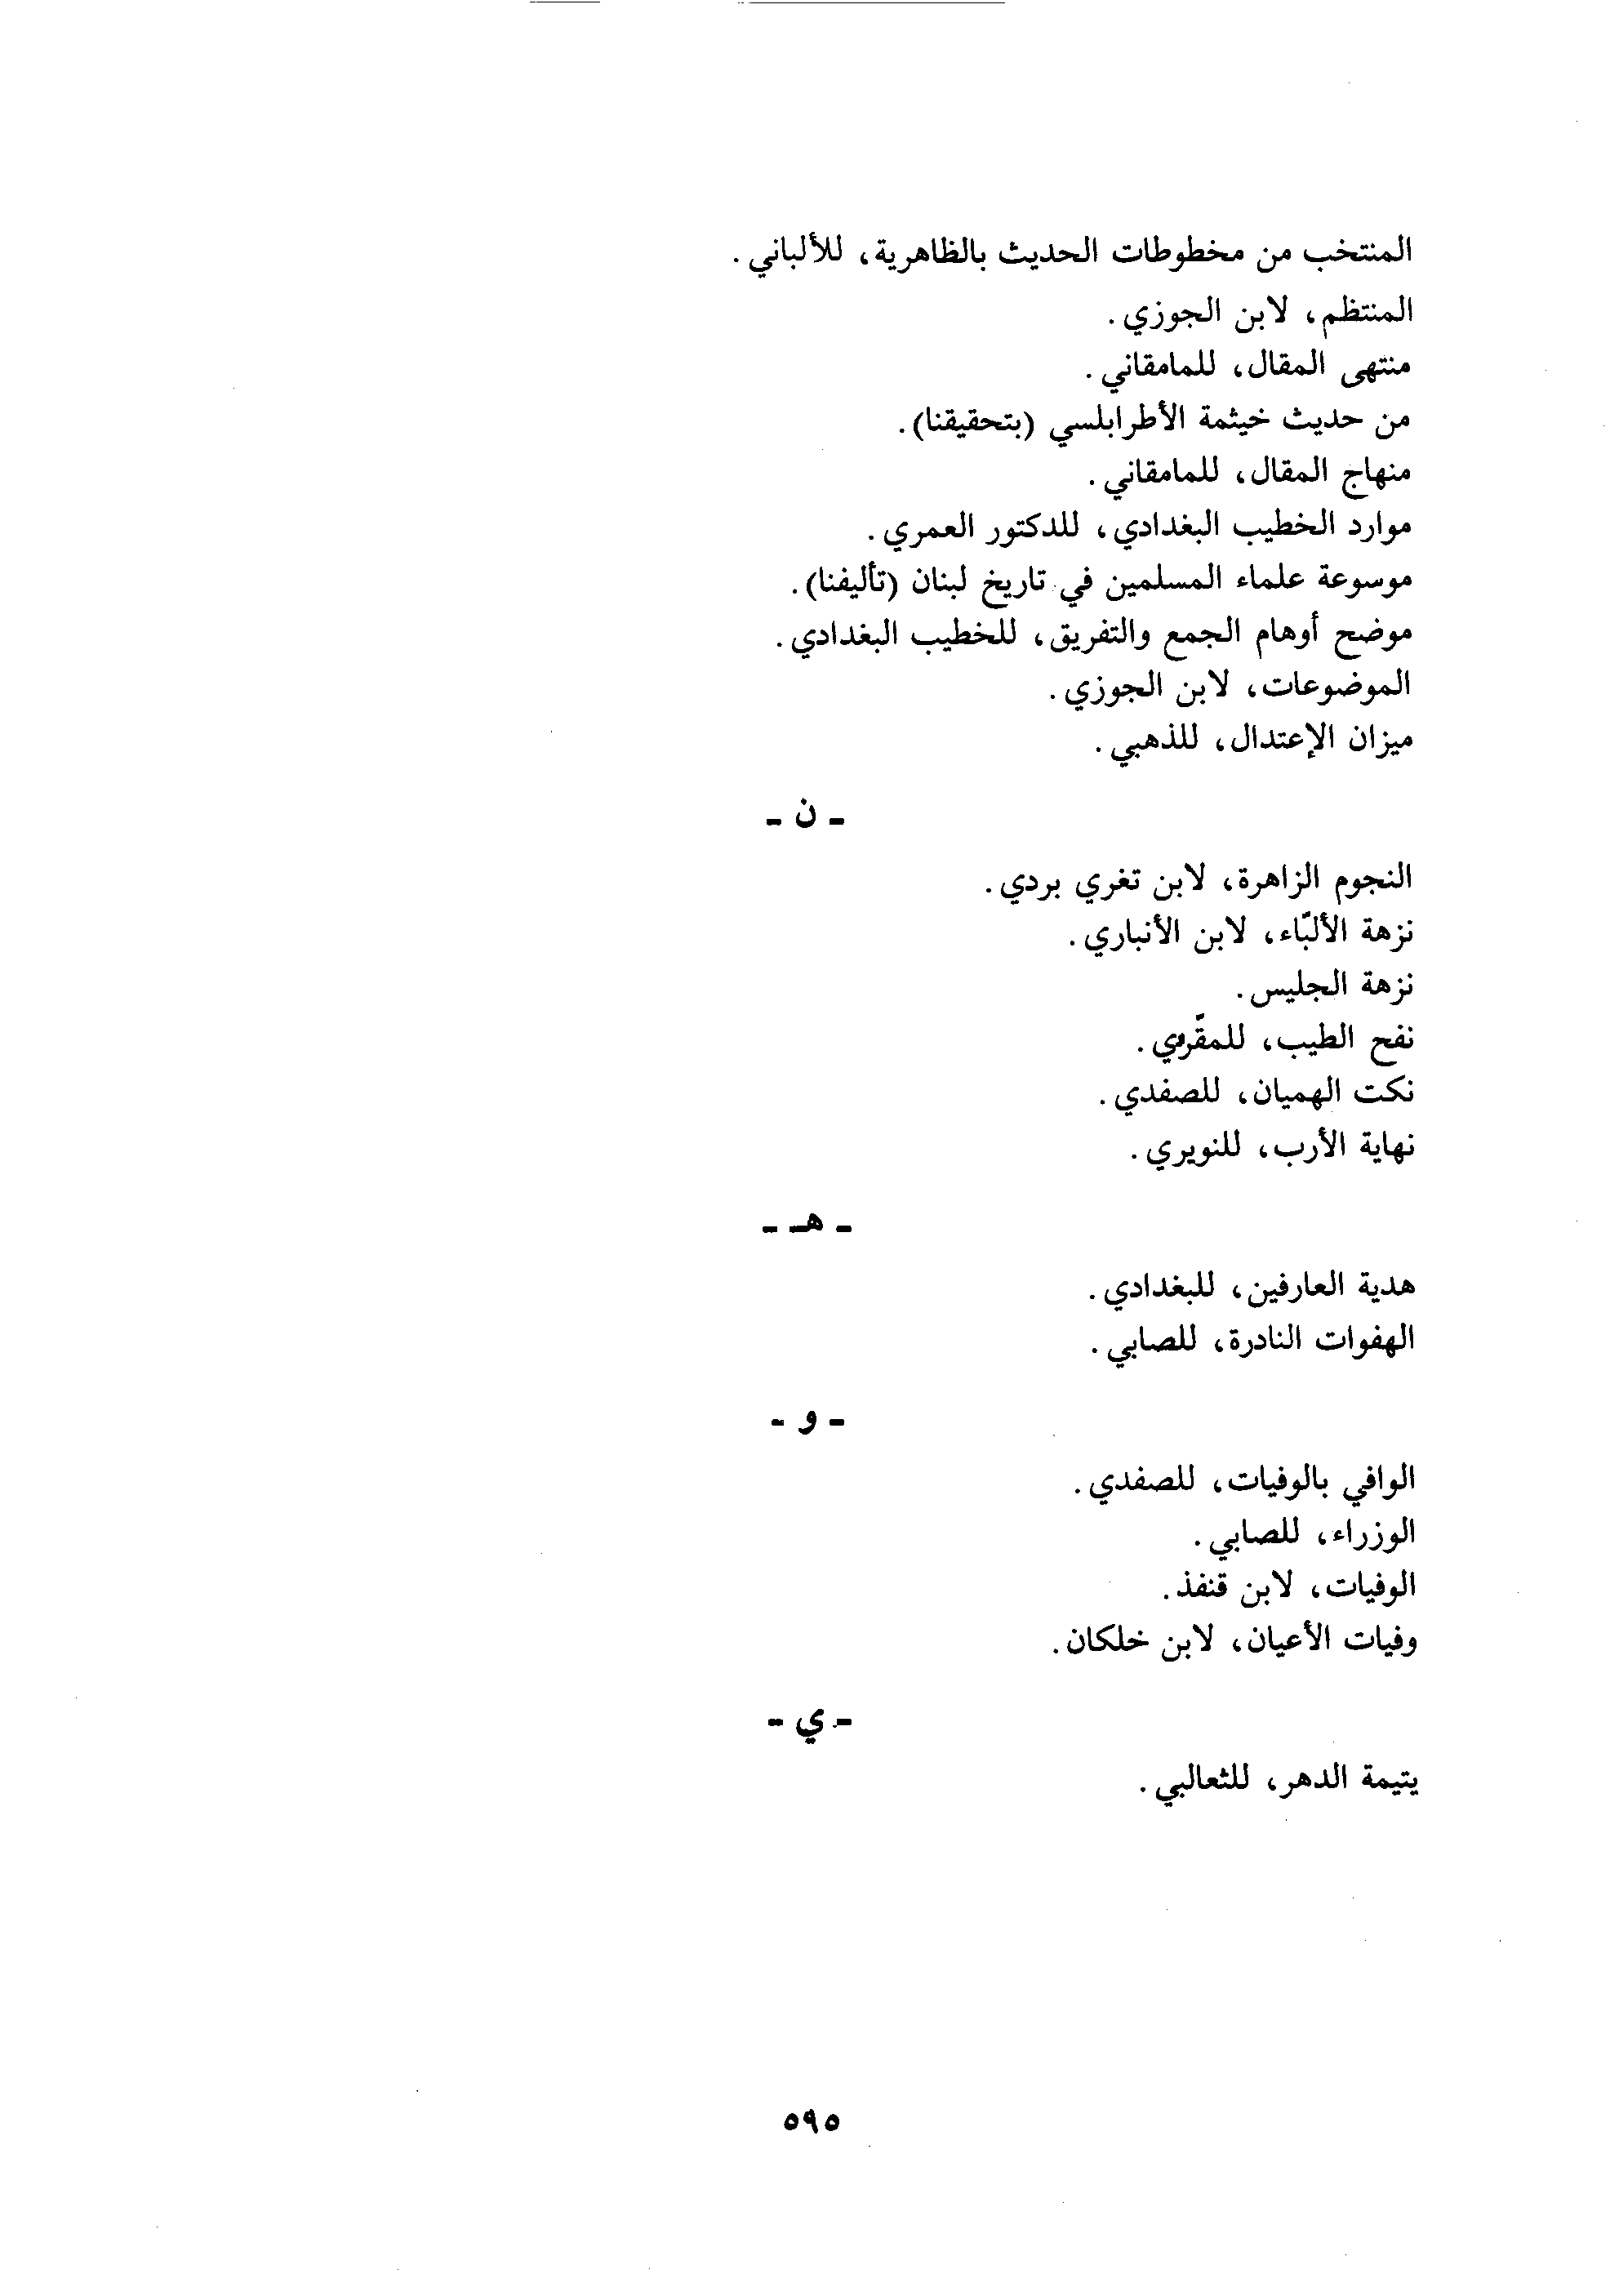 المنتخب من مخطوطات الحديث بالظاهرية، للألباني.
المنتظم، لابن الجوزي.
منتهى المقال، للمامقاني.
من حديث خيثمة الأطرابلسي (بتحقيقنا).
منهاج المقال، للمامقاني.
موارد الخطيب البغدادي، للدكتور العمري.
موسوعة علماء المسلمين في تاريخ لبنان (تأليفنا).
موضح أوهام الجمع والتفريق، للخطيب البغدادي.
الموضوعات، لابن الجوزي.
ميزان الإعتدال، للذهبي.
- ن -
النجوم الزاهرة، لابن تغري بردي.
نزهة الألبّاء، لابن الأنباري.
نزهة الجليس.
نفح الطيب، للمقّري.
نكت الهميان، للصفدي.
نهاية الأرب، للنويري.
- هـ -
هدية العارفين، للبغدادي.
الهفوات النادرة، للصابي.
- و -
الوافي بالوفيات، للصفدي.
الوزراء، للصابي.
الوفيات، لابن قنفذ.
وفيات الأعيان، لابن خلكان.
- ي -
يتيمة الدهر، للثعالبي.
٥٩٥